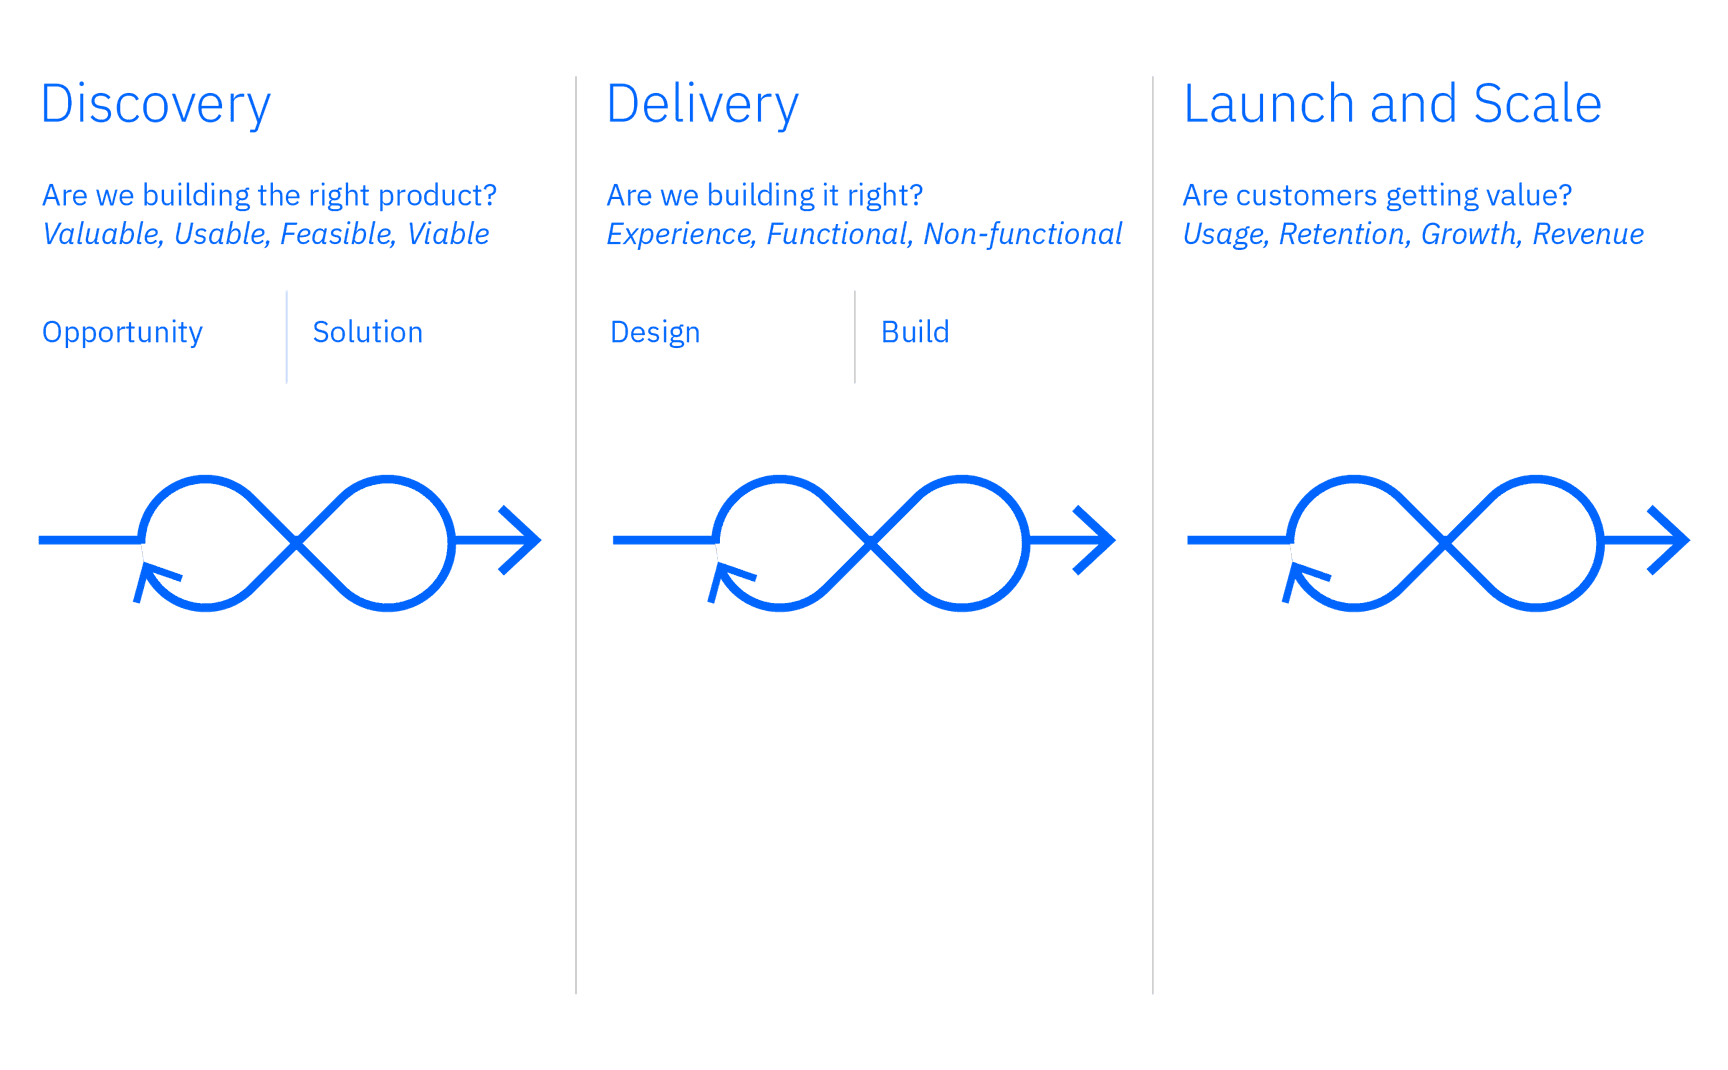 Discovery
Are we building the right product?
Valuable, Usable, Feasible, Viable
Opportunity
Solution
Delivery
Are we building it right?
Experience, Functional, Non-functional
Design
Build
Launch and Scale
Are customers getting value?
Usage, Retention, Growth, Revenue